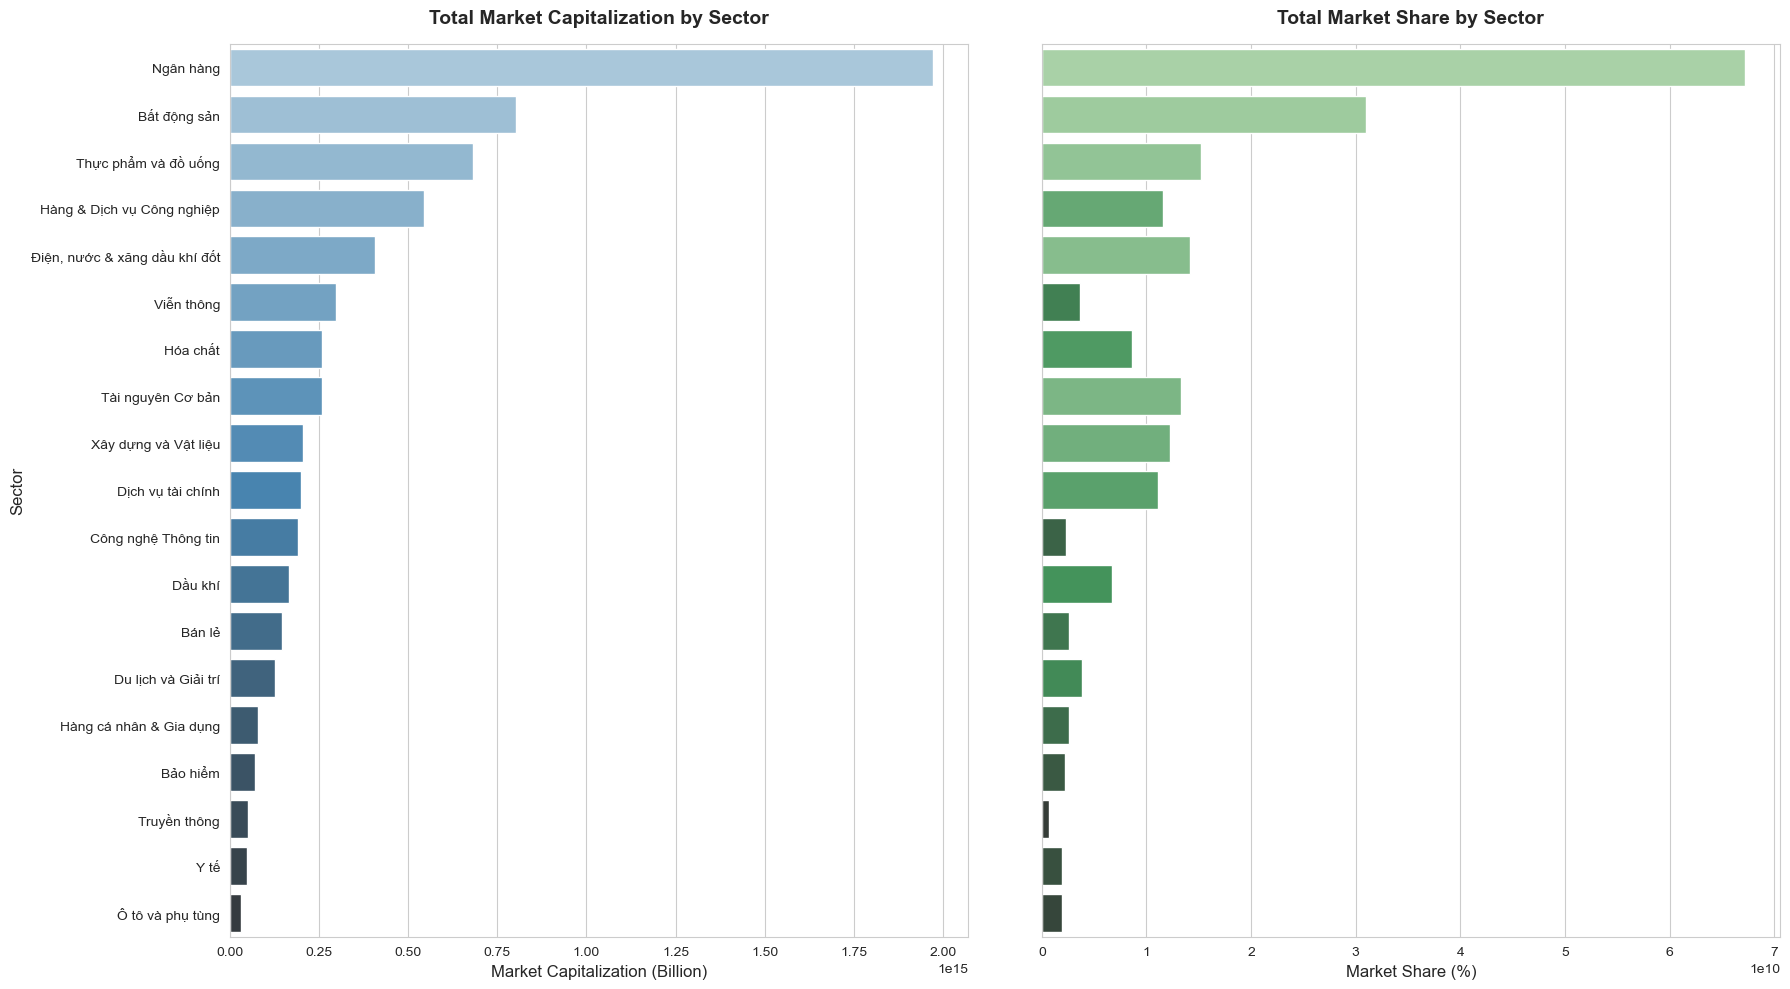 Total Market Capitalization by Sector
Sector
Ngân hàng
Bất động sản
Thực phẩm và đồ uống
Hàng & Dịch vụ Công nghiệp
Điện, nước & xăng dầu khí đốt
Viễn thông
Hóa chất
Tài nguyên Cơ bản
Xây dựng và Vật liệu
Dịch vụ tài chính
Công nghệ Thông tin
Dầu khí
Bán lẻ
Du lịch và Giải trí
Hàng cá nhân & Gia dụng
Bảo hiểm
Truyền thông
Y tế
Ô tô và phụ tùng
0.00 0.25 0.50 0.75 1.00 1.25 1.50 1.75 2.00
1e15
Market Capitalization (Billion)
Total Market Share by Sector
0 1 2 3 4 5 6 7
1e10
Market Share (%)